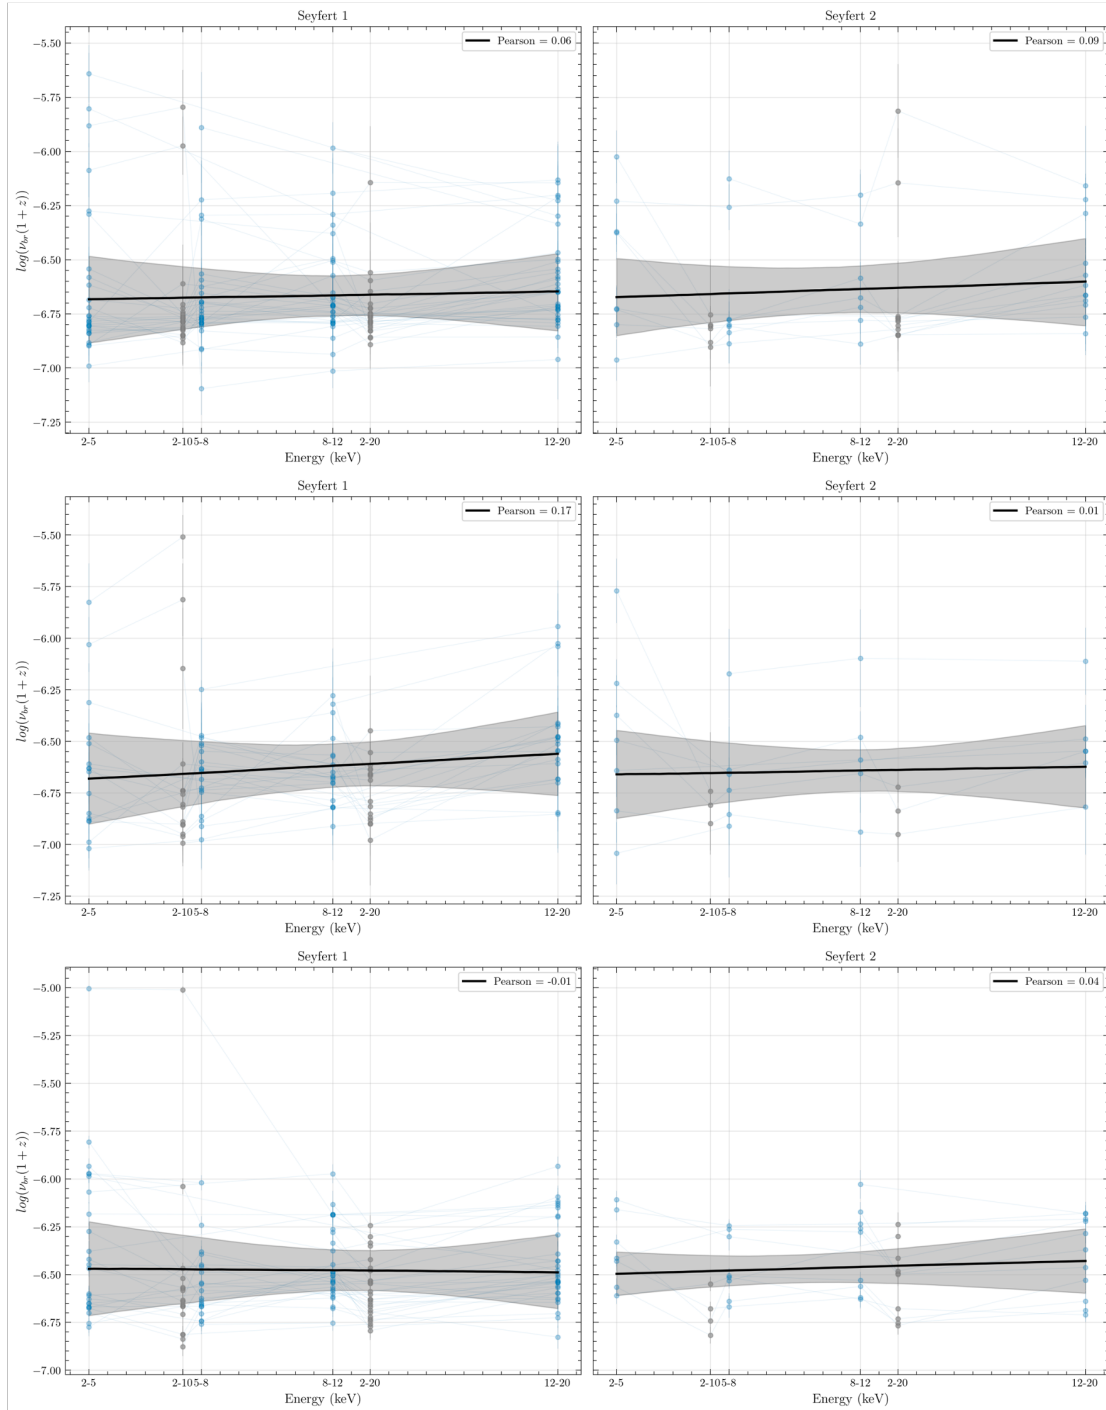 Seyfert 1
Seyfert 2
Pearson = 0.06
Pearson = 0.09
−5.50
−5.75
−6.00
−6.25
−6.50
−6.75
−7.00
−7.25
log(ν_br(1 + z))
2-5 2-10 5-8 8-12 2-20 12-20
2-5 2-10 5-8 8-12 2-20 12-20
Energy (keV)
Energy (keV)
Seyfert 1
Seyfert 2
Pearson = 0.17
Pearson = 0.01
−5.50
−5.75
−6.00
−6.25
−6.50
−6.75
−7.00
−7.25
log(ν_br(1 + z))
2-5 2-10 5-8 8-12 2-20 12-20
2-5 2-10 5-8 8-12 2-20 12-20
Energy (keV)
Energy (keV)
Seyfert 1
Seyfert 2
Pearson = -0.01
Pearson = 0.04
−5.00
−5.25
−5.50
−5.75
−6.00
−6.25
−6.50
−6.75
−7.00
log(ν_br(1 + z))
2-5 2-10 5-8 8-12 2-20 12-20
2-5 2-10 5-8 8-12 2-20 12-20
Energy (keV)
Energy (keV)